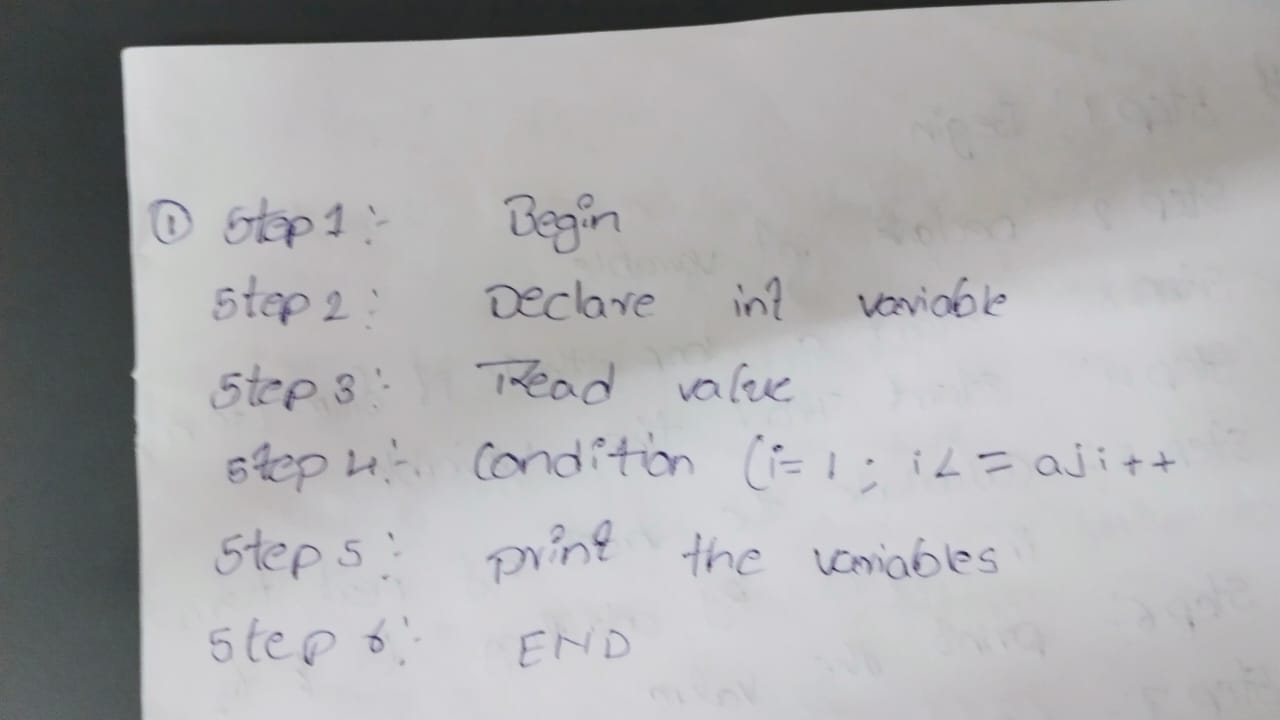 ① Step 1 :- Begin
Step 2 : Declare int variable
Step 3 : Read value
Step 4 :- Condition (i= 1 ; i < = a; i ++
Step 5 : print the variables
Step 6 : END